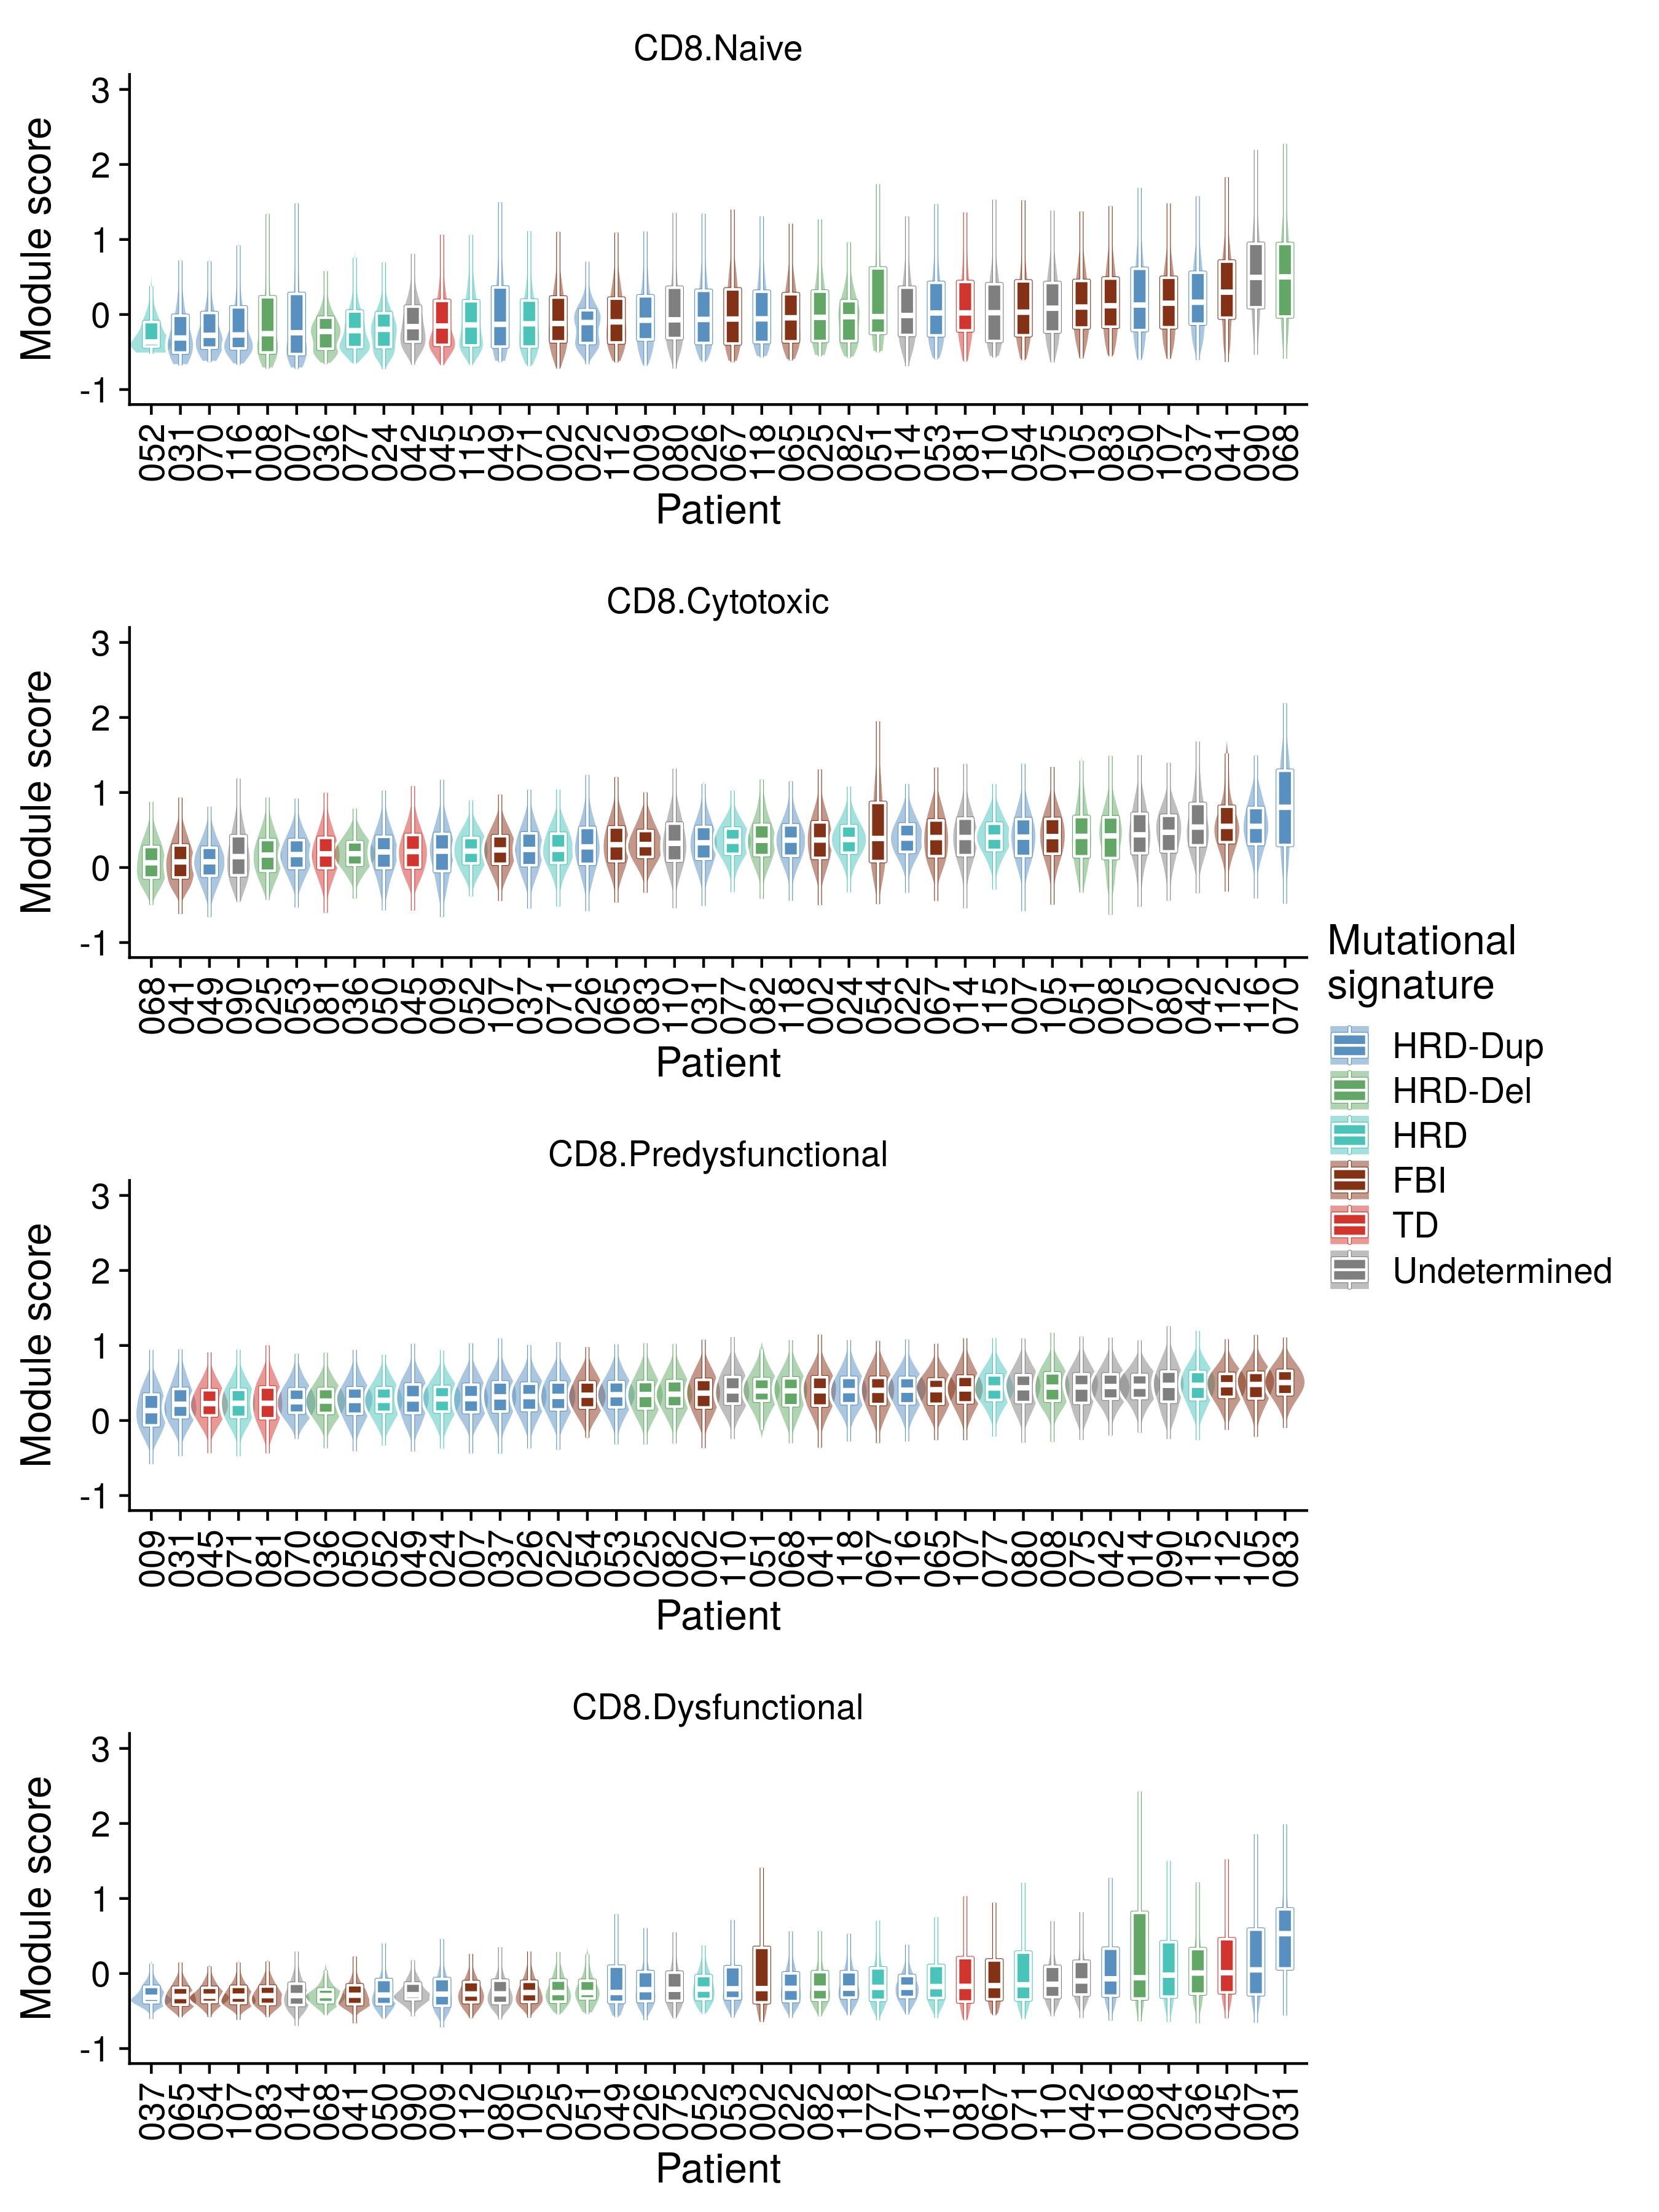 CD8.Naive
Module score
3
2
1
0
-1
052 031 070 116 008 007 036 077 024 042 045 115 049 071 002 022 112 009 080 026 067 118 065 025 082 051 014 053 081 110 054 075 105 083 050 107 037 041 090 068
Patient
CD8.Cytotoxic
Module score
3
2
1
0
-1
068 041 049 090 025 053 081 036 050 045 009 052 107 037 071 026 065 083 110 031 077 082 118 002 024 054 022 067 014 115 007 105 051 008 075 080 042 112 116 070
Patient
Mutational
signature
HRD-Dup
HRD-Del
HRD
FBI
TD
Undetermined
CD8.Predysfunctional
Module score
3
2
1
0
-1
009 031 045 071 081 070 036 050 052 049 024 007 037 026 022 054 053 025 082 002 110 051 068 041 118 067 116 065 107 077 080 008 075 042 014 090 115 112 105 083
Patient
CD8.Dysfunctional
Module score
3
2
1
0
-1
037 065 054 107 083 014 068 041 050 090 009 112 080 105 025 051 049 026 075 052 053 002 022 082 118 077 070 115 081 067 071 110 042 116 008 024 036 045 007 031
Patient